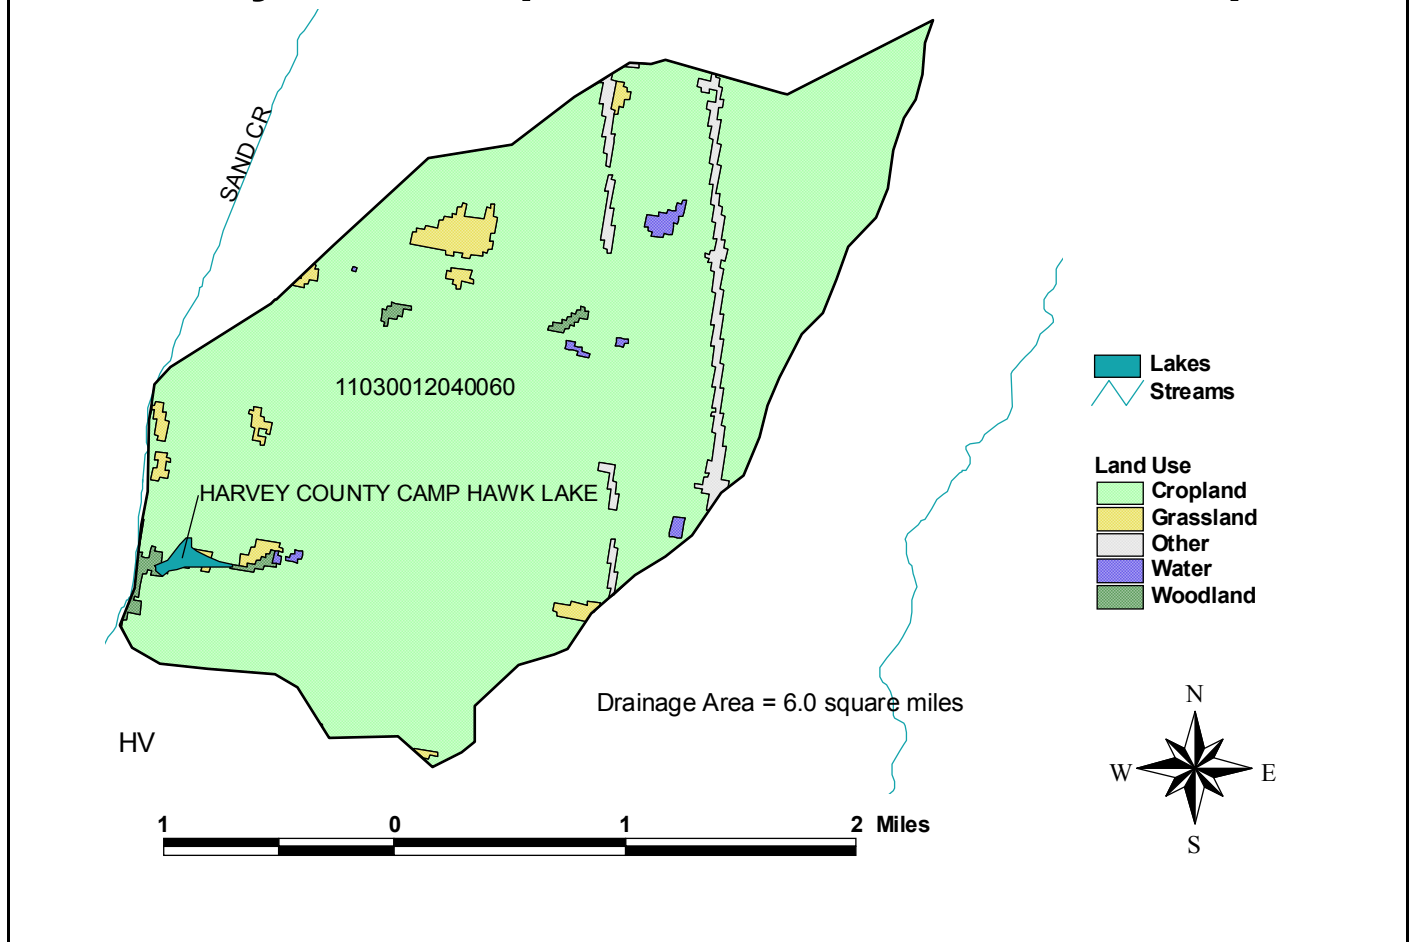 SAND CR
11030012040060
HARVEY COUNTY CAMP HAWK LAKE
Lakes
Streams
Land Use
Cropland
Grassland
Other
Water
Woodland
Drainage Area = 6.0 square miles
HV
N
W E
S
1 0 1 2 Miles